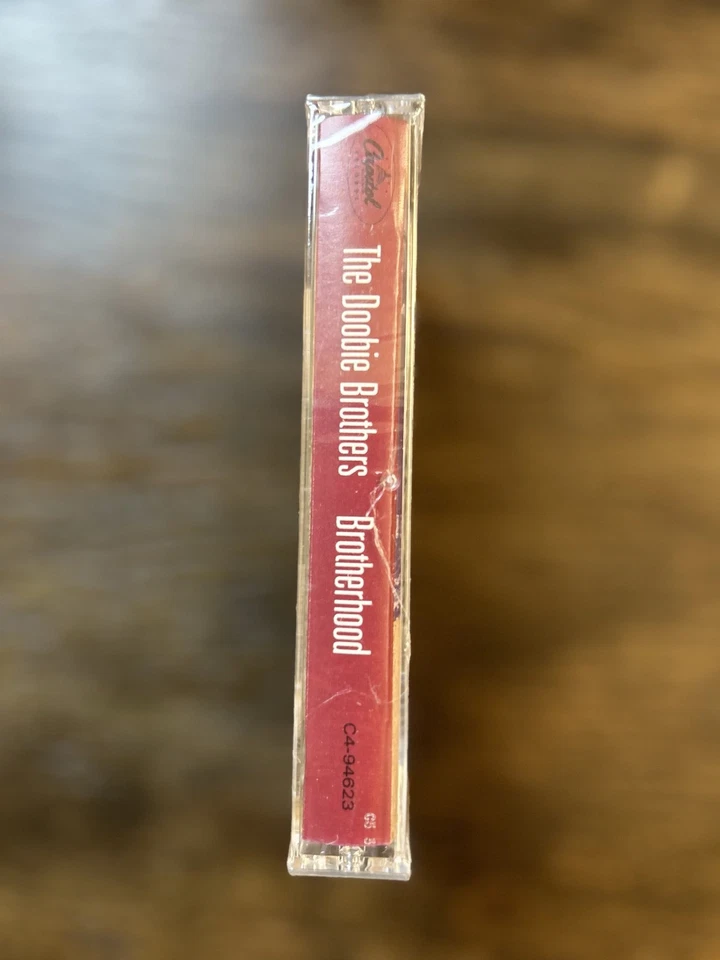 Capitol
The Doobie Brothers Brotherhood
C4-94623